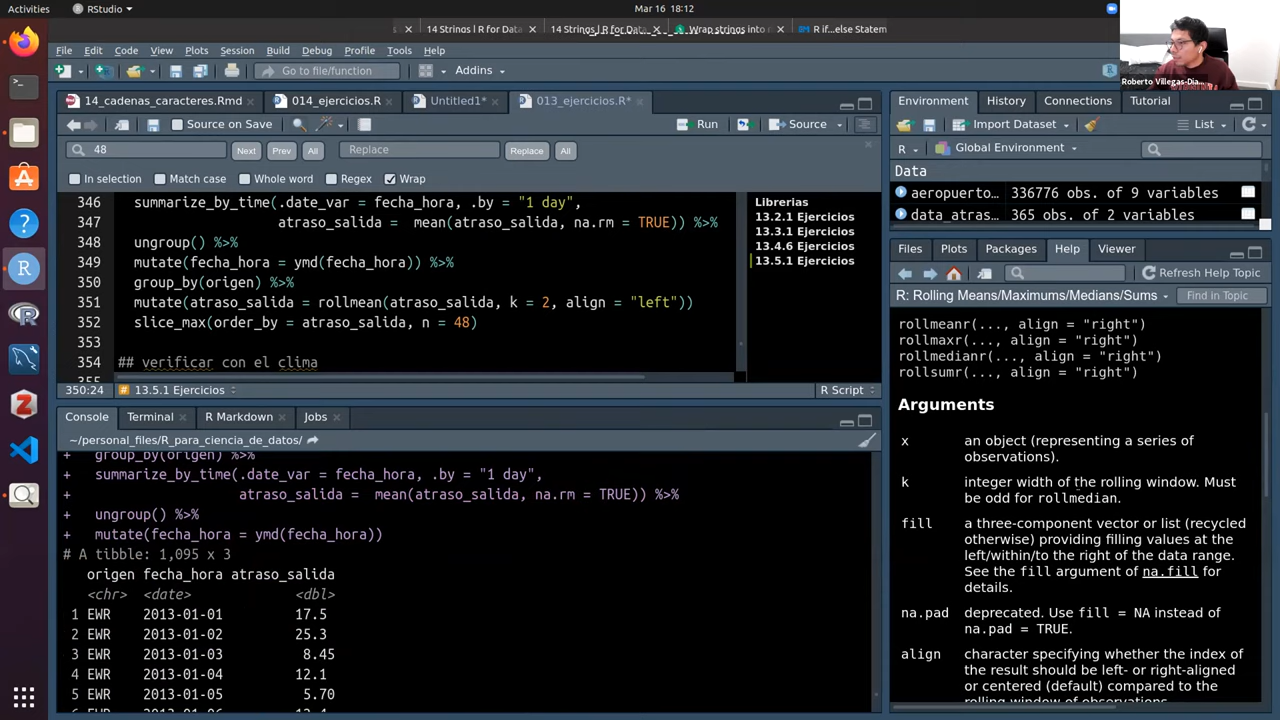 Activities
RStudio
Mar 16 18:12
14 Strings | R for Data
14 Strings | R for Data
Wrap strings into
R if...else Statem
Roberto Villegas-Dia...
File Edit Code View Plots Session Build Debug Profile Tools Help
Go to file/function
Addins
14_cadenas_caracteres.Rmd
014_ejercicios.R
Untitled1*
013_ejercicios.R*
Source on Save
Run
Source
48
Next
Prev
All
Replace
Replace
All
In selection
Match case
Whole word
Regex
Wrap
346 summarize_by_time(.date_var = fecha_hora, .by = "1 day",
347 atraso_salida = mean(atraso_salida, na.rm = TRUE)) %>%
348 ungroup() %>%
349 mutate(fecha_hora = ymd(fecha_hora)) %>%
350 group_by(origen) %>%
351 mutate(atraso_salida = rollmean(atraso_salida, k = 2, align = "left"))
352 slice_max(order_by = atraso_salida, n = 48)
353
354 ## verificar con el clima
355
Librerias
13.2.1 Ejercicios
13.3.1 Ejercicios
13.4.6 Ejercicios
13.5.1 Ejercicios
350:24
13.5.1 Ejercicios
R Script
Console
Terminal
R Markdown
Jobs
~/personal_files/R_para_ciencia_de_datos/
+ group_by(origen) %>%
+ summarize_by_time(.date_var = fecha_hora, .by = "1 day",
+ atraso_salida = mean(atraso_salida, na.rm = TRUE)) %>%
+ ungroup() %>%
+ mutate(fecha_hora = ymd(fecha_hora))
# A tibble: 1,095 x 3
origen fecha_hora atraso_salida
<chr> <date> <dbl>
1 EWR 2013-01-01 17.5
2 EWR 2013-01-02 25.3
3 EWR 2013-01-03 8.45
4 EWR 2013-01-04 12.1
5 EWR 2013-01-05 5.70
Environment
History
Connections
Tutorial
Import Dataset
List
R
Global Environment
Data
aeropuerto… 336776 obs. of 9 variables
data_atras… 365 obs. of 2 variables
Files
Plots
Packages
Help
Viewer
Refresh Help Topic
R: Rolling Means/Maximums/Medians/Sums
Find in Topic
rollmeanr(..., align = "right")
rollmaxr(..., align = "right")
rollmedianr(..., align = "right")
rollsumr(..., align = "right")
Arguments
x an object (representing a series of
observations).
k integer width of the rolling window. Must
be odd for rollmedian.
fill a three-component vector or list (recycled
otherwise) providing filling values at the
left/within/to the right of the data range.
See the fill argument of na.fill for
details.
na.pad deprecated. Use fill = NA instead of
na.pad = TRUE.
align character specifying whether the index of
the result should be left- or right-aligned
or centered (default) compared to the
rolling window of observations.